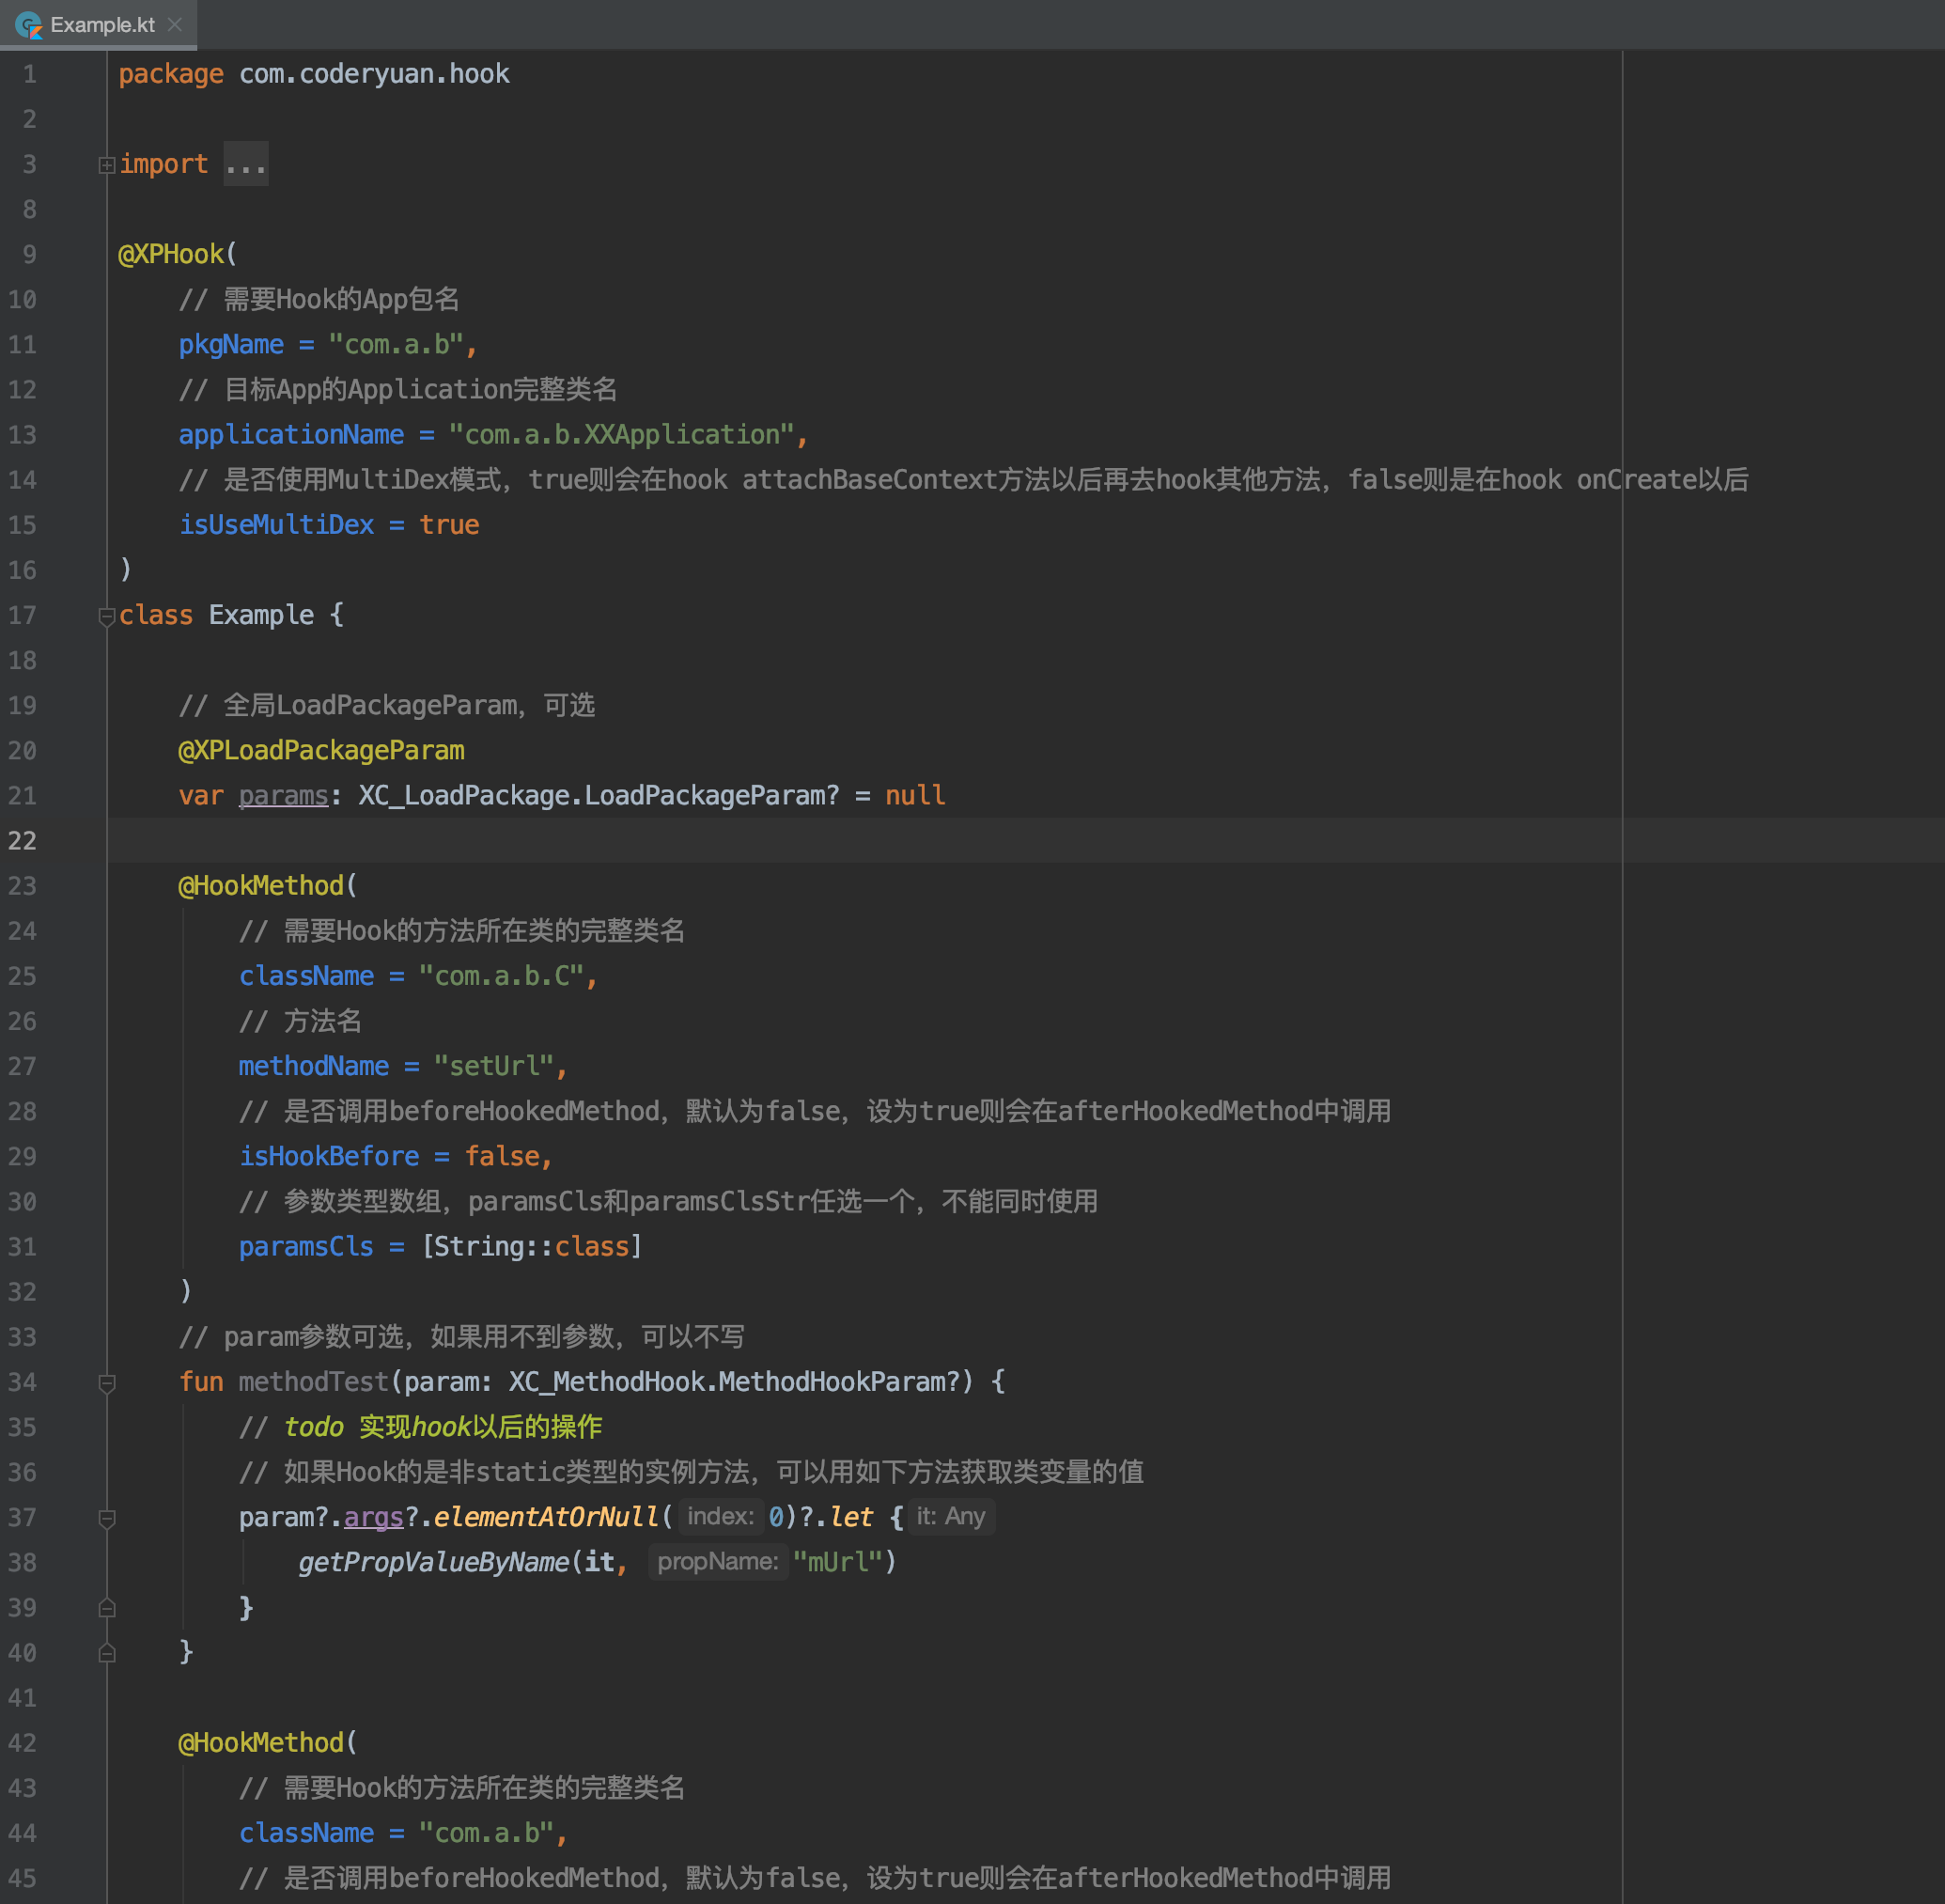 Example.kt
1 package com.coderyuan.hook
2
3 import ...
8
9 @XPHook(
10 // 需要Hook的App包名
11 pkgName = "com.a.b",
12 // 目标App的Application完整类名
13 applicationName = "com.a.b.XXApplication",
14 // 是否使用MultiDex模式，true则会在hook attachBaseContext方法以后再去hook其他方法，false则是在hook onCreate以后
15 isUseMultiDex = true
16 )
17 class Example {
18
19 // 全局LoadPackageParam，可选
20 @XPLoadPackageParam
21 var params: XC_LoadPackage.LoadPackageParam? = null
22
23 @HookMethod(
24 // 需要Hook的方法所在类的完整类名
25 className = "com.a.b.C",
26 // 方法名
27 methodName = "setUrl",
28 // 是否调用beforeHookedMethod，默认为false，设为true则会在afterHookedMethod中调用
29 isHookBefore = false,
30 // 参数类型数组，paramsCls和paramsClsStr任选一个，不能同时使用
31 paramsCls = [String::class]
32 )
33 // param参数可选，如果用不到参数，可以不写
34 fun methodTest(param: XC_MethodHook.MethodHookParam?) {
35 // todo 实现hook以后的操作
36 // 如果Hook的是非static类型的实例方法，可以用如下方法获取类变量的值
37 param?.args?.elementAtOrNull( index: 0)?.let { it: Any
38 getPropValueByName(it, propName: "mUrl")
39 }
40 }
41
42 @HookMethod(
43 // 需要Hook的方法所在类的完整类名
44 className = "com.a.b",
45 // 是否调用beforeHookedMethod，默认为false，设为true则会在afterHookedMethod中调用